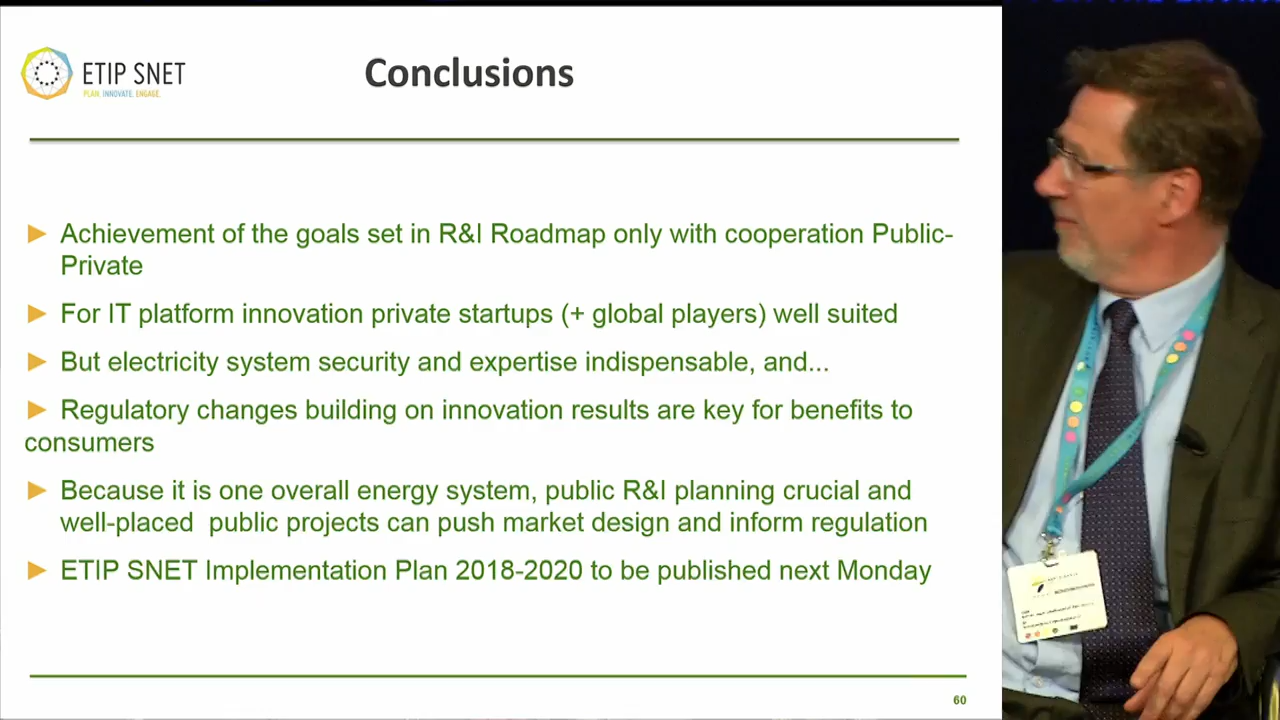 ETIP SNET
PLAN. INNOVATE. ENGAGE.
Conclusions
► Achievement of the goals set in R&I Roadmap only with cooperation Public-
Private
► For IT platform innovation private startups (+ global players) well suited
► But electricity system security and expertise indispensable, and...
► Regulatory changes building on innovation results are key for benefits to
consumers
► Because it is one overall energy system, public R&I planning crucial and
well-placed  public projects can push market design and inform regulation
► ETIP SNET Implementation Plan 2018-2020 to be published next Monday
60